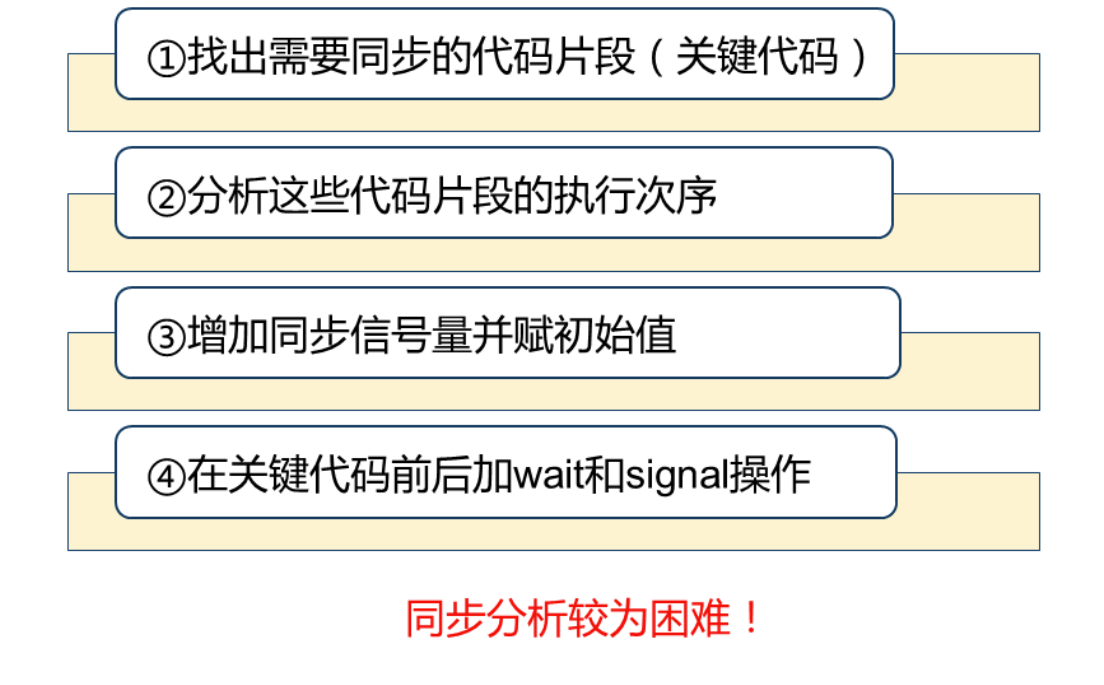 ①找出需要同步的代码片段（关键代码）
②分析这些代码片段的执行次序
③增加同步信号量并赋初始值
④在关键代码前后加wait和signal操作
同步分析较为困难！